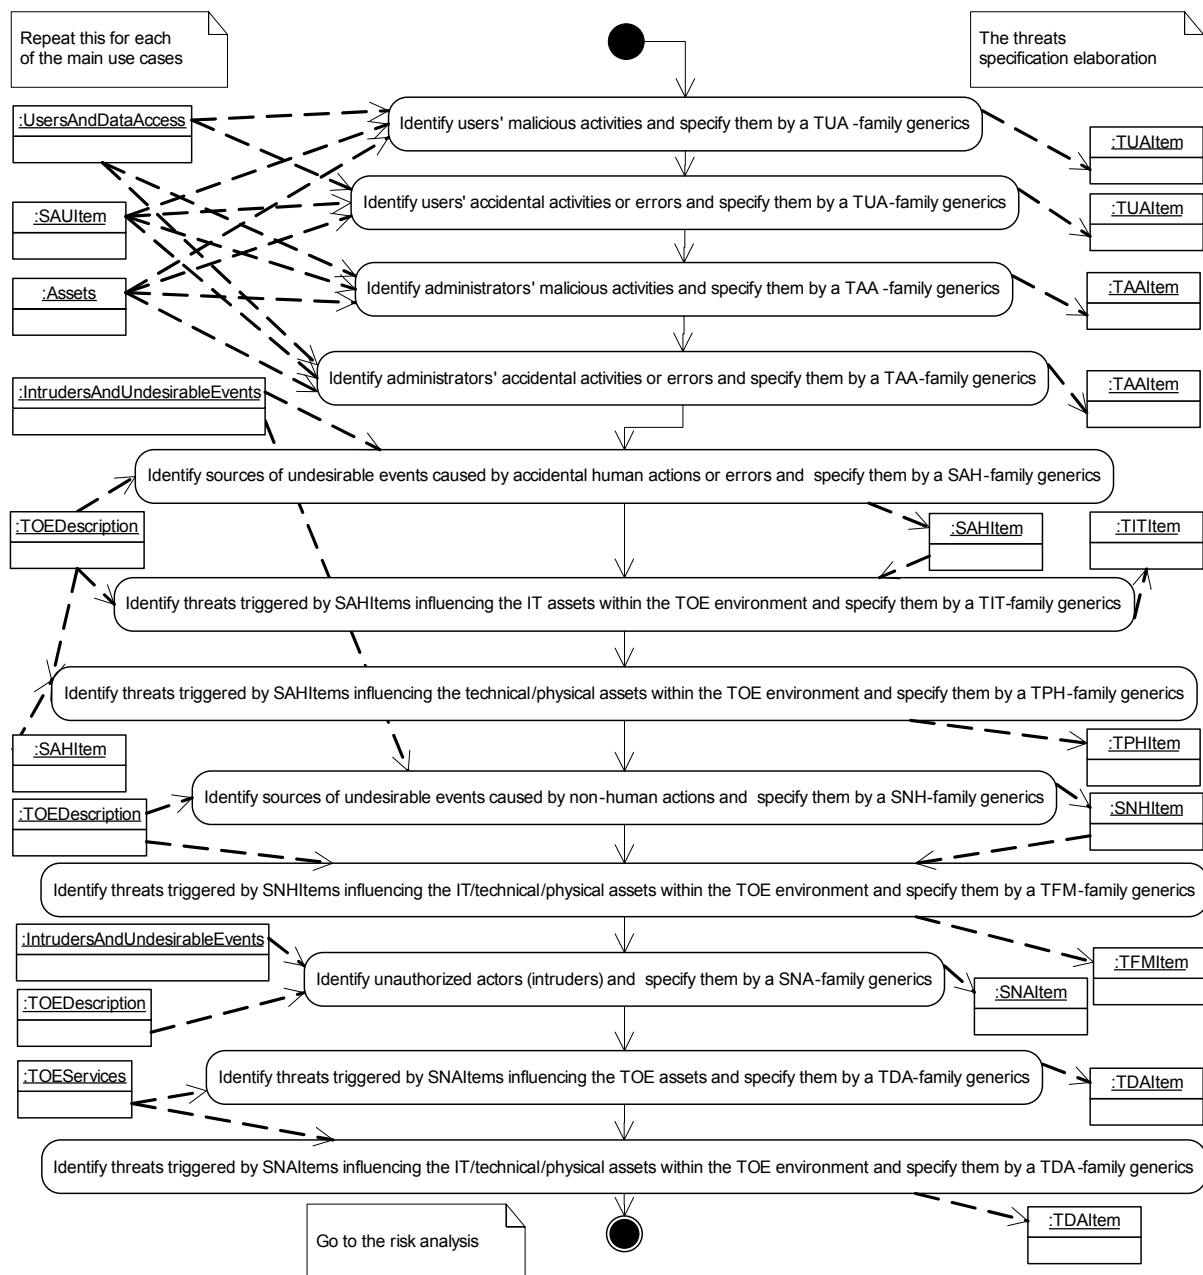 Repeat this for each
of the main use cases
The threats
specification elaboration
:UsersAndDataAccess
Identify users' malicious activities and specify them by a TUA -family generics
:TUAItem
:SAUItem
Identify users' accidental activities or errors and specify them by a TUA-family generics
:TUAItem
:Assets
Identify administrators' malicious activities and specify them by a TAA -family generics
:TAAItem
:IntrudersAndUndesirableEvents
Identify administrators' accidental activities or errors and specify them by a TAA-family generics
:TAAItem
Identify sources of undesirable events caused by accidental human actions or errors and specify them by a SAH-family generics
:TOEDescription
:SAHItem
:TITItem
Identify threats triggered by SAHItems influencing the IT assets within the TOE environment and specify them by a TIT-family generics
Identify threats triggered by SAHItems influencing the technical/physical assets within the TOE environment and specify them by a TPH-family generics
:SAHItem
:TPHItem
Identify sources of undesirable events caused by non-human actions and specify them by a SNH-family generics
:TOEDescription
:SNHItem
Identify threats triggered by SNHItems influencing the IT/technical/physical assets within the TOE environment and specify them by a TFM-family generics
:IntrudersAndUndesirableEvents
:TFMItem
Identify unauthorized actors (intruders) and specify them by a SNA-family generics
:TOEDescription
:SNAItem
:TOEServices
Identify threats triggered by SNAItems influencing the TOE assets and specify them by a TDA-family generics
:TDAItem
Identify threats triggered by SNAItems influencing the IT/technical/physical assets within the TOE environment and specify them by a TDA -family generics
:TDAItem
Go to the risk analysis